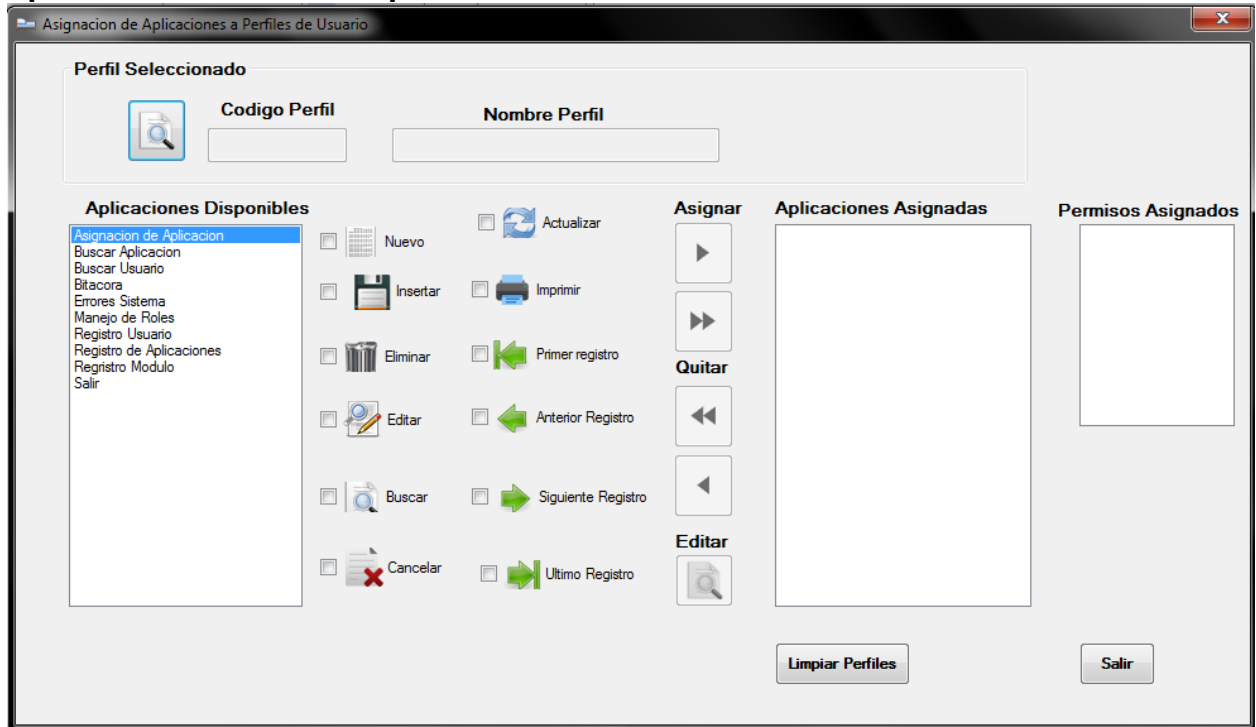 Asignacion de Aplicaciones a Perfiles de Usuario
Perfil Seleccionado
Codigo Perfil
Nombre Perfil
Aplicaciones Disponibles
Asignacion de Aplicacion
Buscar Aplicacion
Buscar Usuario
Bitacora
Errores Sistema
Manejo de Roles
Registro Usuario
Registro de Aplicaciones
Regristro Modulo
Salir
Nuevo
Insertar
Eliminar
Editar
Buscar
Cancelar
Actualizar
Imprimir
Primer registro
Anterior Registro
Siguiente Registro
Ultimo Registro
Asignar
Quitar
Editar
Aplicaciones Asignadas
Permisos Asignados
Limpiar Perfiles
Salir